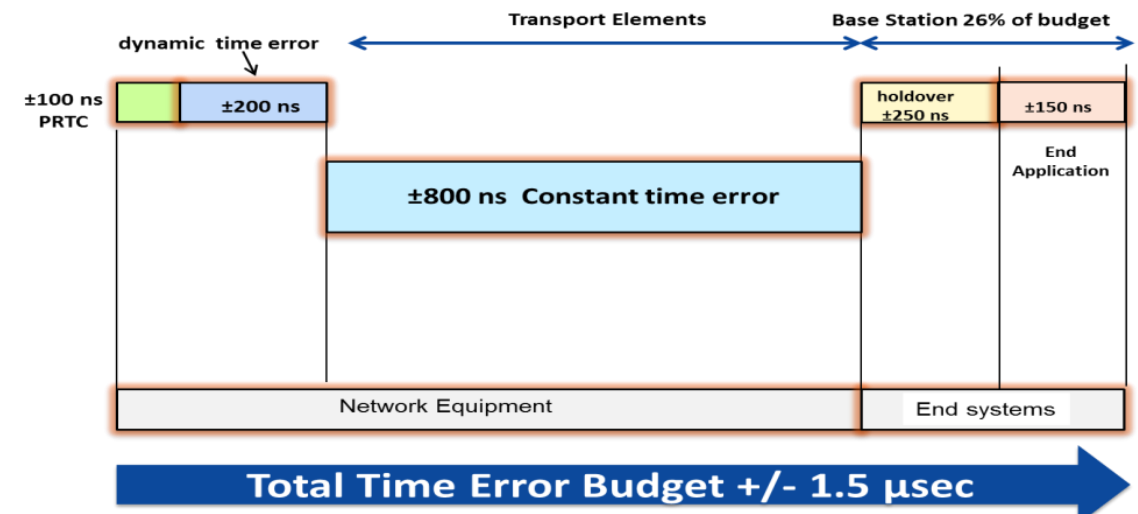 Transport Elements
Base Station 26% of budget
dynamic  time error
±100 ns
PRTC
±200 ns
holdover
±250 ns
±150 ns
End
Application
±800 ns  Constant time error
Network Equipment
End systems
Total Time Error Budget +/- 1.5 µsec